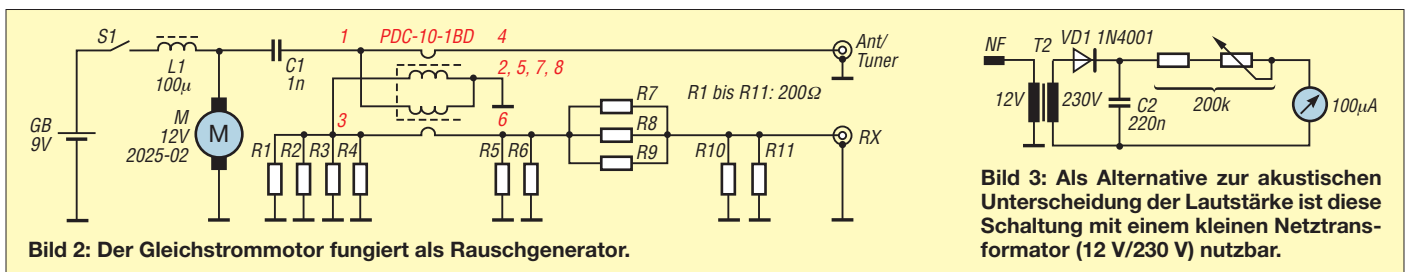 S1
L1
100µ
C1
1n
1
PDC-10-1BD
4
Ant/
Tuner
2, 5, 7, 8
R1 bis R11: 200Ω
GB
9V
M
12V
2025-02
M
3
6
R1
R2
R3
R4
R5
R6
R7
R8
R9
R10
R11
RX
Bild 2: Der Gleichstrommotor fungiert als Rauschgenerator.
NF
T2
VD1 1N4001
12V
230V
C2
220n
200k
100µA
Bild 3: Als Alternative zur akustischen
Unterscheidung der Lautstärke ist diese
Schaltung mit einem kleinen Netztrans-
formator (12 V/230 V) nutzbar.